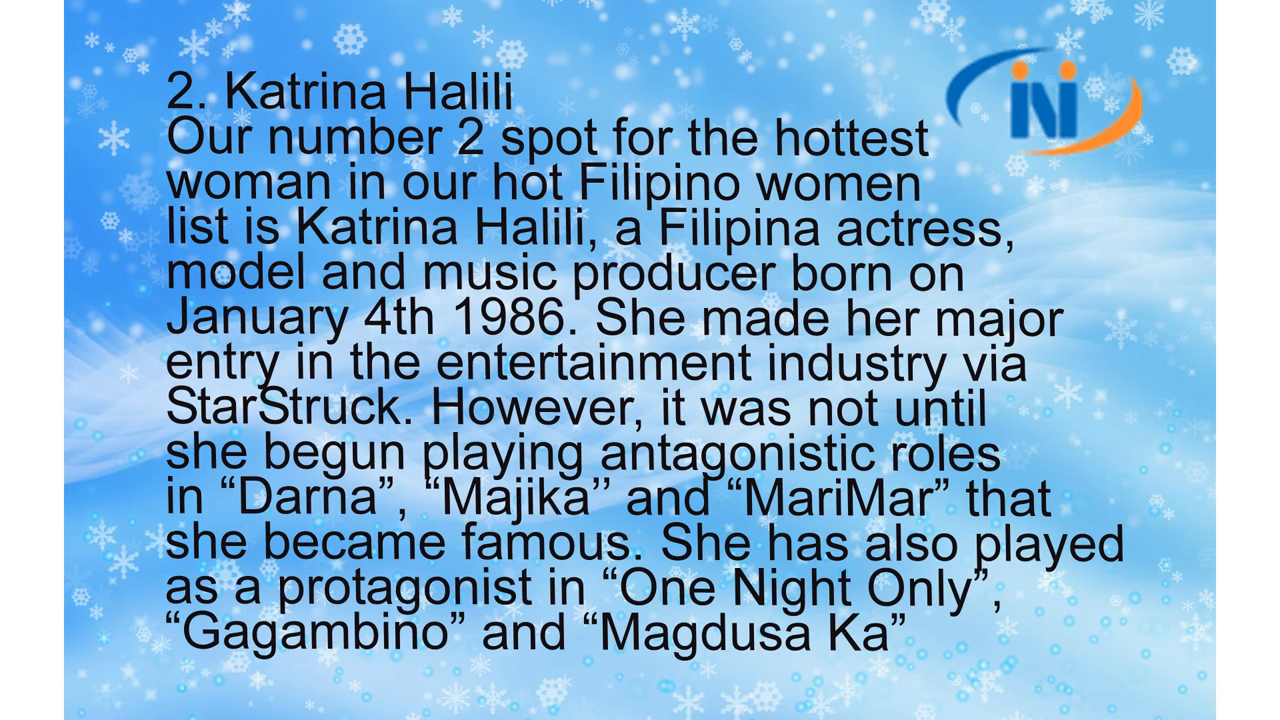 2. Katrina Halili
Our number 2 spot for the hottest
woman in our hot Filipino women
list is Katrina Halili, a Filipina actress,
model and music producer born on
January 4th 1986. She made her major
entry in the entertainment industry via
StarStruck. However, it was not until
she begun playing antagonistic roles
in “Darna”, “Majika’’ and “MariMar” that
she became famous. She has also played
as a protagonist in “One Night Only”,
“Gagambino” and “Magdusa Ka”
iNi